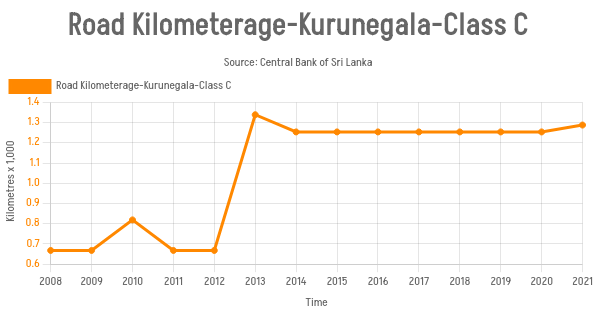 Road Kilometerage-Kurunegala-Class C
Source: Central Bank of Sri Lanka
Road Kilometerage-Kurunegala-Class C
Kilometres x 1,000
1.4
1.3
1.2
1.1
1.0
0.9
0.8
0.7
0.6
2008 2009 2010 2011 2012 2013 2014 2015 2016 2017 2018 2019 2020 2021
Time